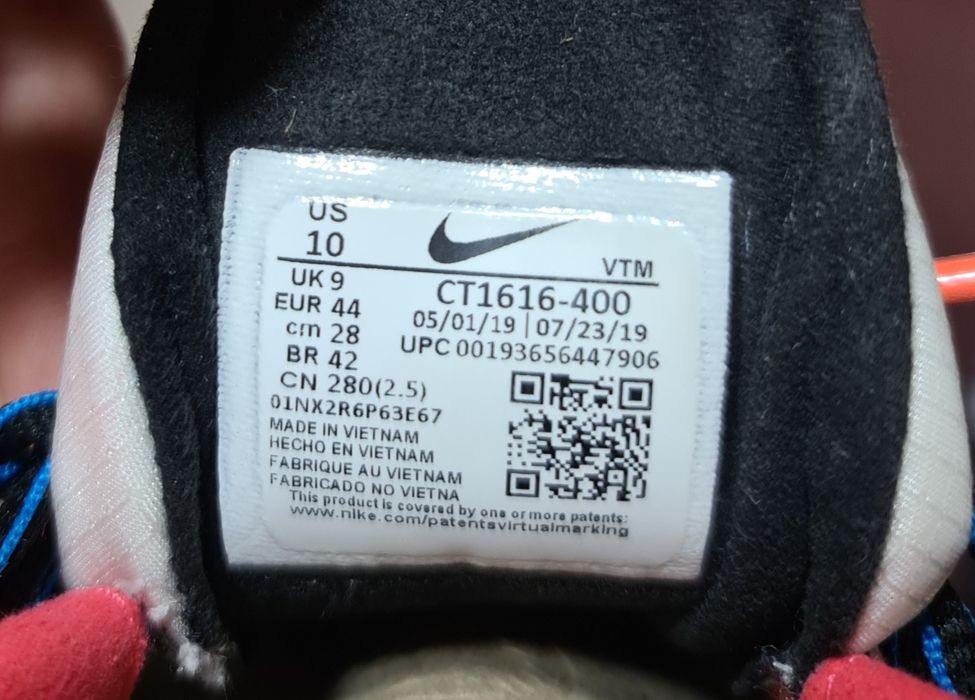 US
10
VTM
UK 9
CT1616-400
EUR 44
05/01/19 | 07/23/19
cm 28
UPC 00193656447906
BR 42
CN 280(2.5)
01NX2R6P63E67
MADE IN VIETNAM
HECHO EN VIETNAM
FABRIQUE AU VIETNAM
FABRICADO NO VIETNA
This product is covered by one or more patents:
www.nike.com/patentsvirtualmarking